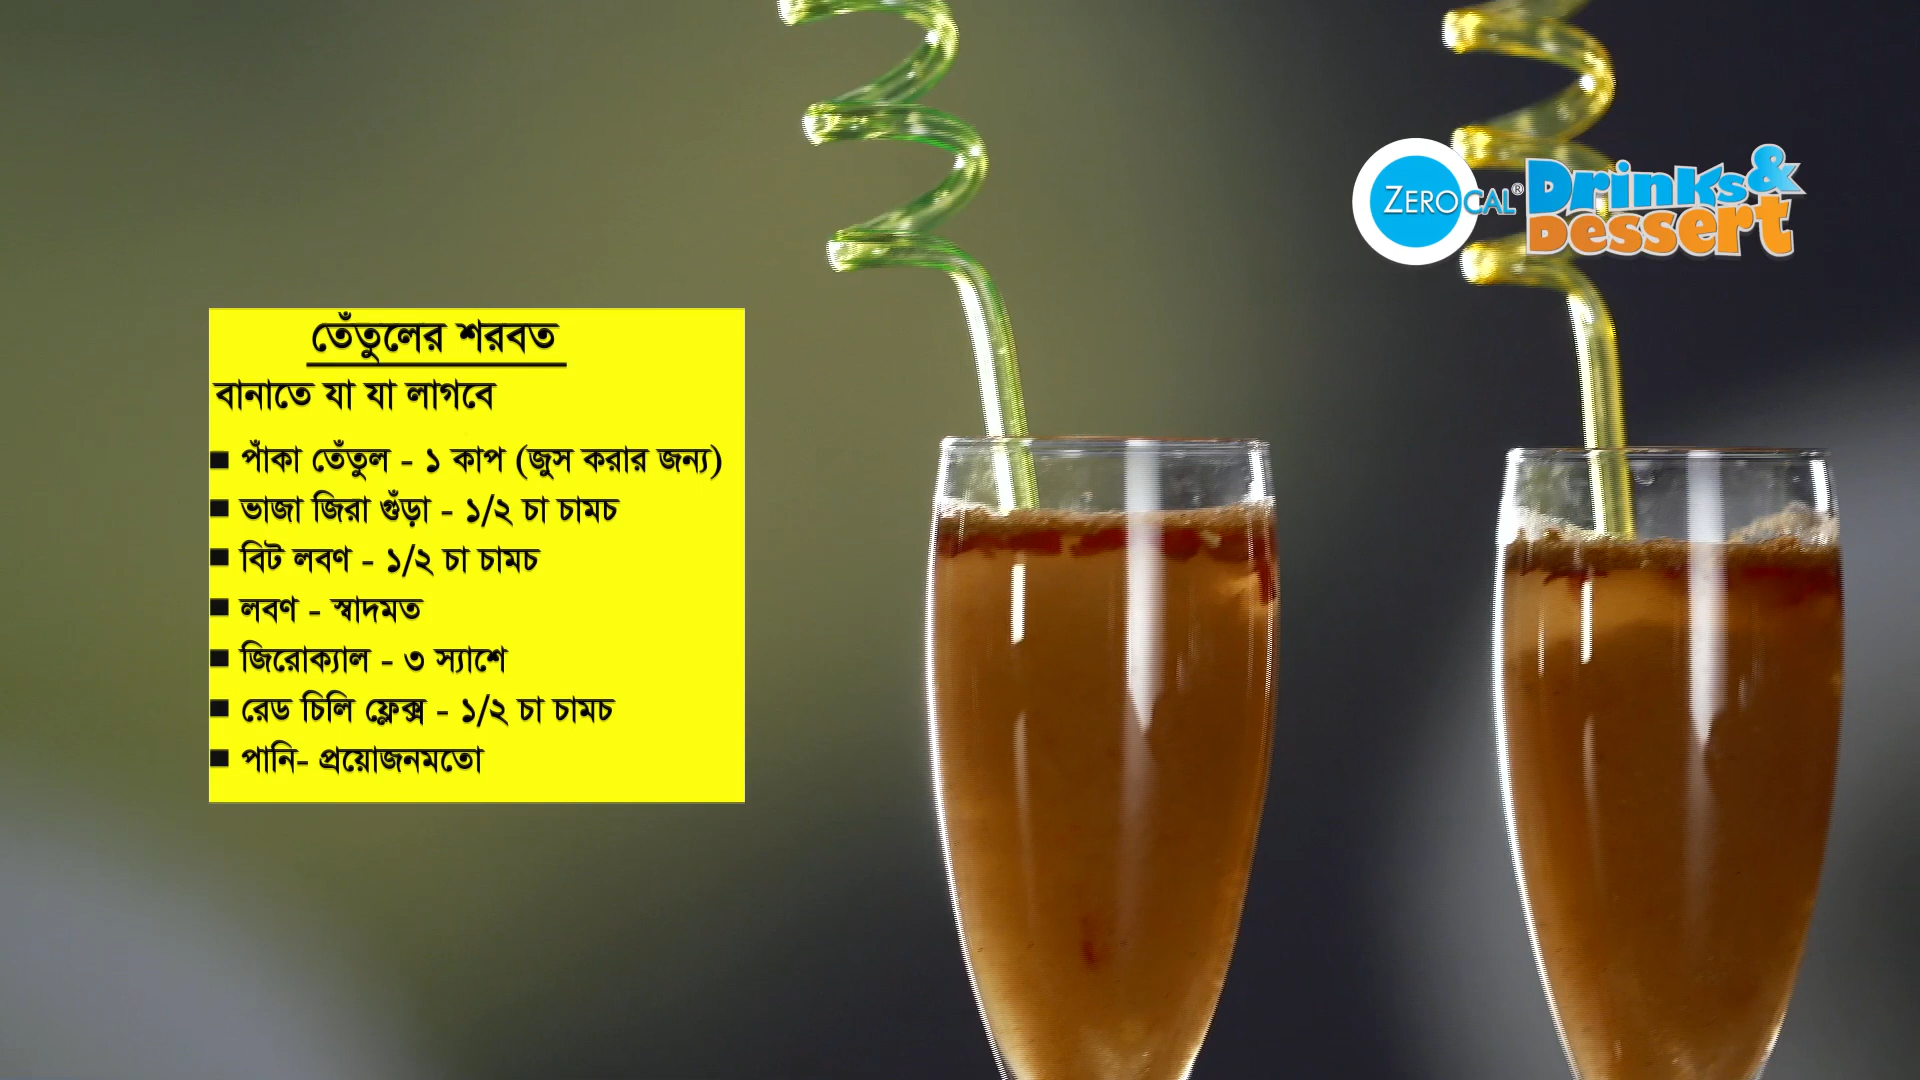 তেঁতুলের শরবত
বানাতে যা যা লাগবে
■ পাঁকা তেঁতুল - ১ কাপ (জুস করার জন্য)
■ ভাজা জিরা গুঁড়া - ১/২ চা চামচ
■ বিট লবণ - ১/২ চা চামচ
■ লবণ - স্বাদমত
■ জিরোক্যাল - ৩ স্যাশে
■ রেড চিলি ফ্লেক্স - ১/২ চা চামচ
■ পানি- প্রয়োজনমতো
ZEROCAL® Drinks &
Dessert